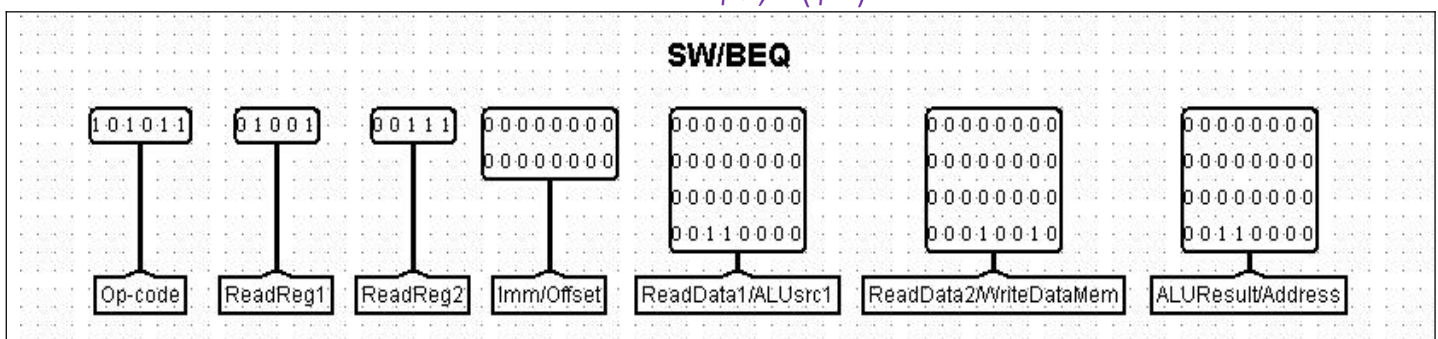 SW/BEQ
101011 01001 00111 00000000 00000000 00000000 00000000
00000000 00000000 00000000 00000000
00000000 00000000 00000000
00110000 00010010 00110000
Op-code ReadReg1 ReadReg2 Imm/Offset ReadData1/ALUsrc1 ReadData2/WriteDataMem ALUResult/Address